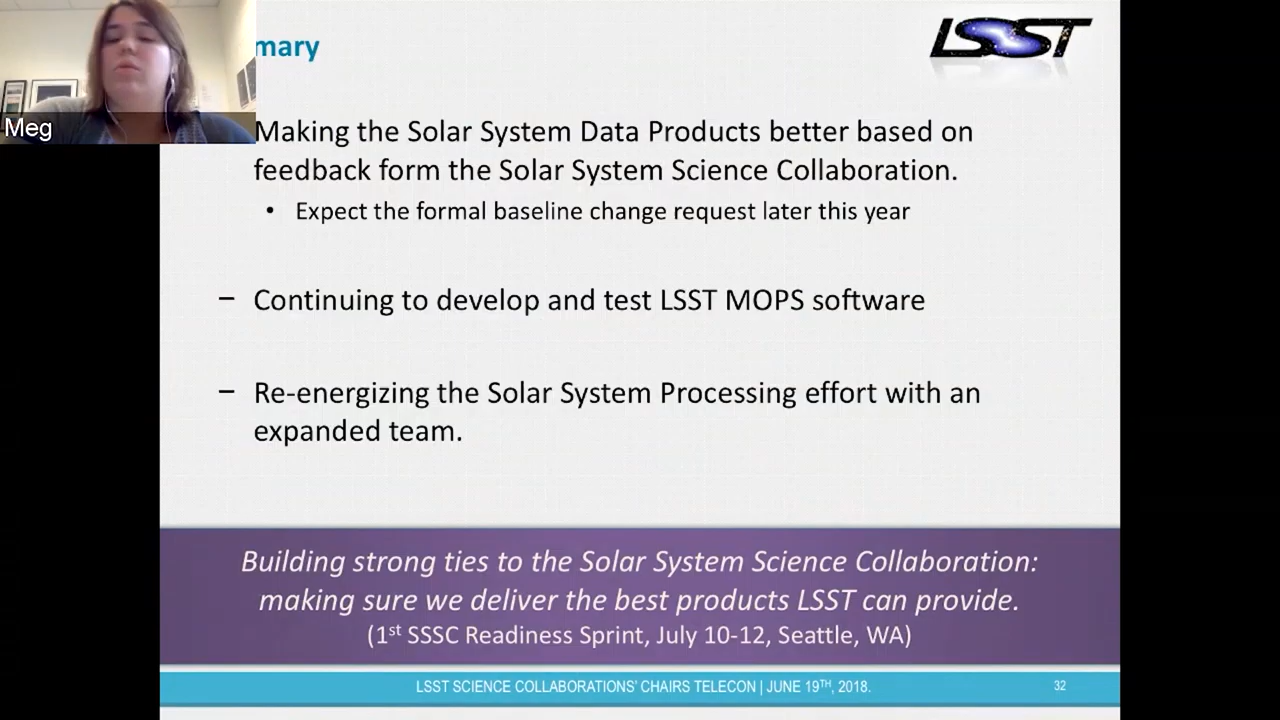 mary
LSST
Meg
Making the Solar System Data Products better based on
feedback form the Solar System Science Collaboration.
• Expect the formal baseline change request later this year
– Continuing to develop and test LSST MOPS software
– Re-energizing the Solar System Processing effort with an
expanded team.
Building strong ties to the Solar System Science Collaboration:
making sure we deliver the best products LSST can provide.
(1st SSSC Readiness Sprint, July 10-12, Seattle, WA)
LSST SCIENCE COLLABORATIONS' CHAIRS TELECON | JUNE 19TH, 2018.
32